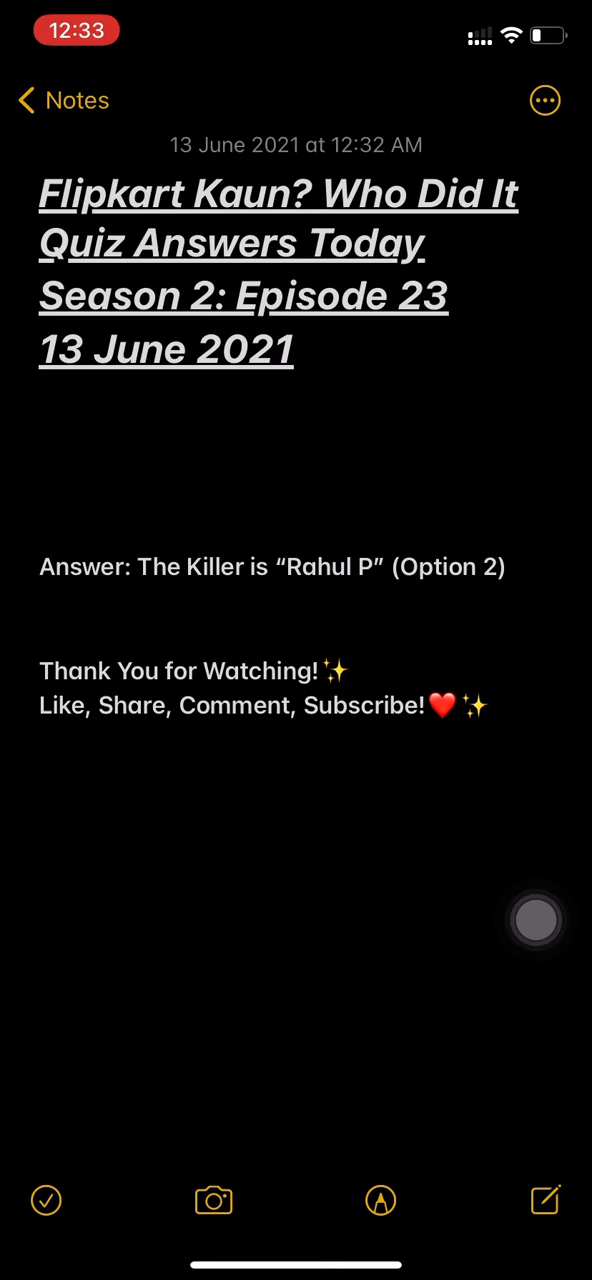 12:33
Notes
13 June 2021 at 12:32 AM
Flipkart Kaun? Who Did It
Quiz Answers Today
Season 2: Episode 23
13 June 2021
Answer: The Killer is “Rahul P” (Option 2)
Thank You for Watching!✨
Like, Share, Comment, Subscribe!❤️✨